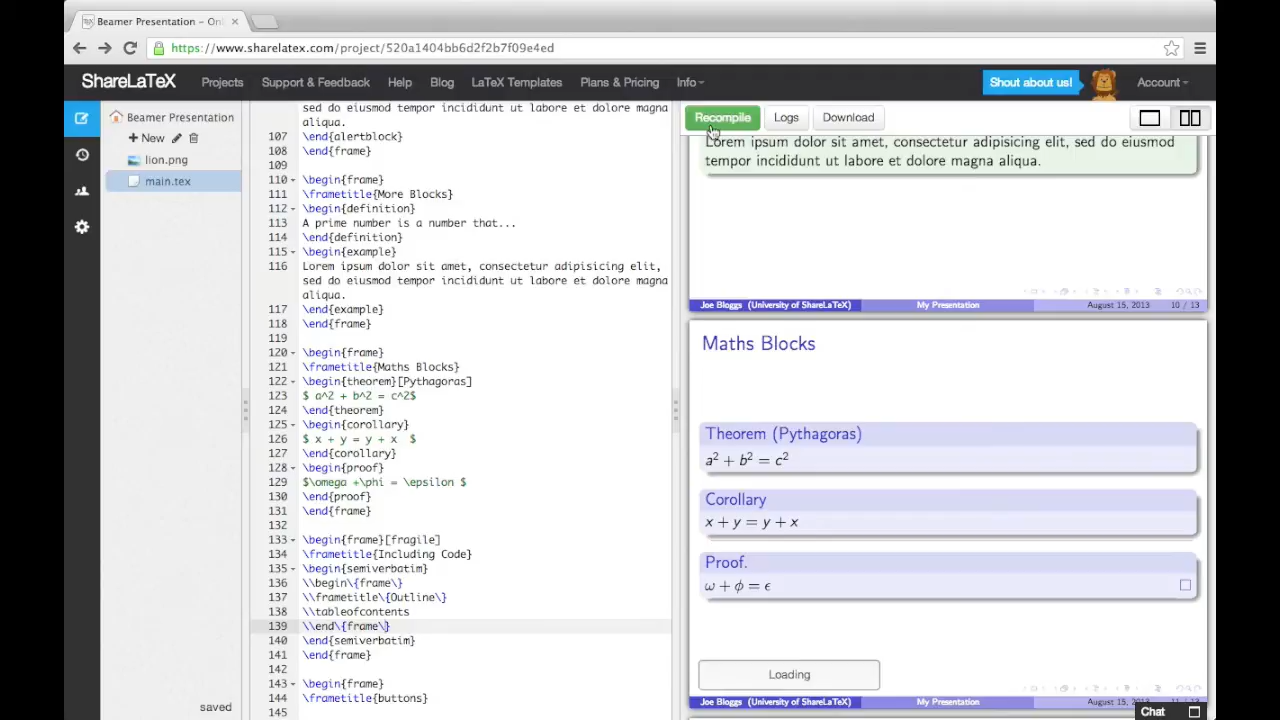 Beamer Presentation – Onl
https://www.sharelatex.com/project/520a1404bb6d2f2b7f09e4ed
ShareLaTeX Projects Support & Feedback Help Blog LaTeX Templates Plans & Pricing Info Shout about us! Account
Beamer Presentation
New
lion.png
main.tex
saved
sed do eiusmod tempor incididunt ut labore et dolore magna
aliqua.
107 \end{alertblock}
108 \end{frame}
109
110 \begin{frame}
111 \frametitle{More Blocks}
112 \begin{definition}
113 A prime number is a number that...
114 \end{definition}
115 \begin{example}
116 Lorem ipsum dolor sit amet, consectetur adipisicing elit,
sed do eiusmod tempor incididunt ut labore et dolore magna
aliqua.
117 \end{example}
118 \end{frame}
119
120 \begin{frame}
121 \frametitle{Maths Blocks}
122 \begin{theorem}[Pythagoras]
123 $ a^2 + b^2 = c^2$
124 \end{theorem}
125 \begin{corollary}
126 $ x + y = y + x  $
127 \end{corollary}
128 \begin{proof}
129 $\omega +\phi = \epsilon $
130 \end{proof}
131 \end{frame}
132
133 \begin{frame}[fragile]
134 \frametitle{Including Code}
135 \begin{semiverbatim}
136 \\begin\{frame\}
137 \\frametitle\{Outline\}
138 \\tableofcontents
139 \\end\{frame\}
140 \end{semiverbatim}
141 \end{frame}
142
143 \begin{frame}
144 \frametitle{buttons}
145
Recompile Logs Download
Lorem ipsum dolor sit amet, consectetur adipisicing elit, sed do eiusmod
tempor incididunt ut labore et dolore magna aliqua.
Joe Bloggs (University of ShareLaTeX) My Presentation August 15, 2013 10 / 13
Maths Blocks
Theorem (Pythagoras)
a² + b² = c²
Corollary
x + y = y + x
Proof.
ω + ϕ = ϵ
Loading
Joe Bloggs (University of ShareLaTeX) My Presentation August 15, 2013 11 / 13
Chat